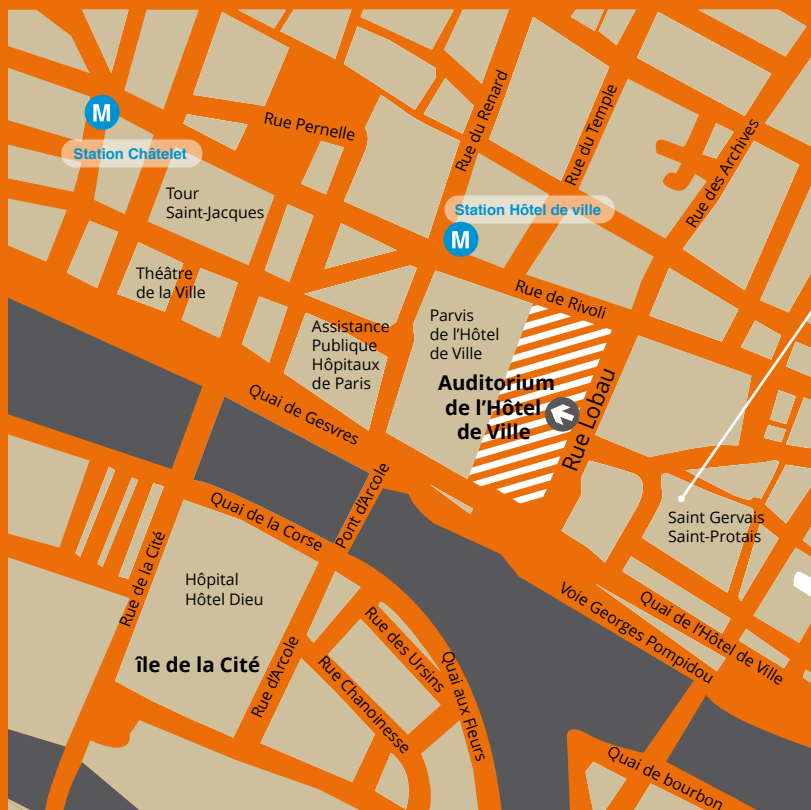 M
Station Châtelet
Rue Pernelle
Rue du Renard
Rue du Temple
Rue des Archives
Tour
Saint-Jacques
Station Hôtel de ville
M
Théâtre
de la Ville
Rue de Rivoli
Assistance
Publique
Hôpitaux
de Paris
Parvis
de l'Hôtel
de Ville
Auditorium
de l'Hôtel
de Ville
Rue Lobau
Quai de Gesvres
Pont d'Arcole
Quai de la Corse
Saint Gervais
Saint-Protais
Rue de la Cité
Hôpital
Hôtel Dieu
île de la Cité
Rue d'Arcole
Rue des Ursins
Rue Chanoinesse
Quai aux Fleurs
Voie Georges Pompidou
Quai de l'Hôtel de Ville
Quai de bourbon